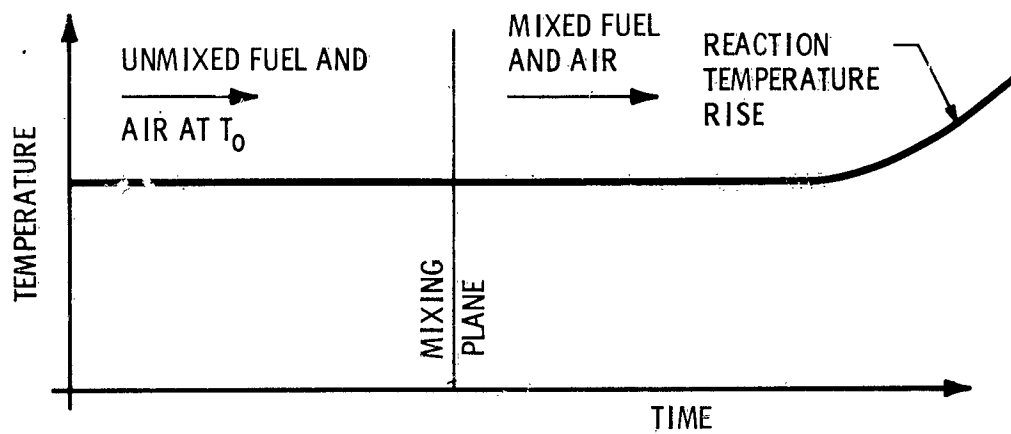 UNMIXED FUEL AND
AIR AT T₀
MIXED FUEL
AND AIR
REACTION
TEMPERATURE
RISE
TEMPERATURE
MIXING
PLANE
TIME